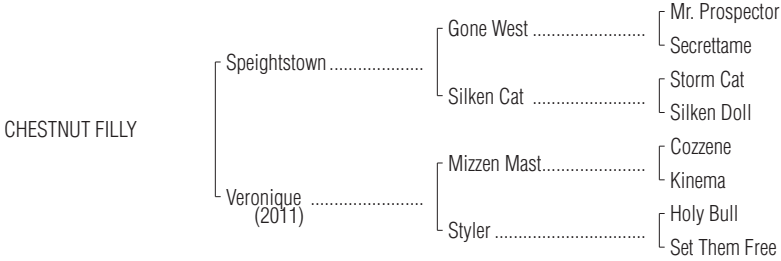 Mr. Prospector
Gone West ........................
Secrettame
Speightstown ....................
Storm Cat
Silken Cat ........................
Silken Doll
CHESTNUT FILLY
Cozzene
Mizzen Mast......................
Kinema
Veronique ........................
(2011)
Holy Bull
Styler ................................
Set Them Free